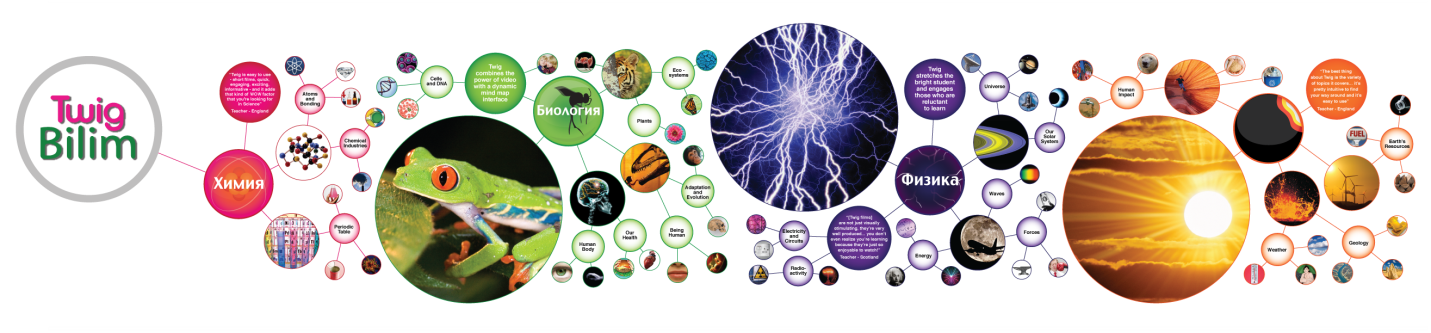 Twig
Bilim
"Twig is easy to use
- short films, quick,
engaging, exciting,
informative - and it adds
that kind of WOW factor
that you're looking for
in Science"
Teacher - England
Atoms
and
Bonding
Chemical
Industries
Химия
Periodic
Table
Cells
and DNA
Twig
combines the
power of video
with a dynamic
mind map
interface
Биология
Eco -
systems
Plants
Adaptation
and
Evolution
Human
Body
Our
Health
Being
Human
Twig
stretches the
bright student
and engages
those who are
reluctant
to learn
Universe
Our
Solar
System
Физика
Waves
Electricity
and
Circuits
"(Twig films)
are not just visually
stimulating, they're very
well produced... you don't
even realize you're learning
because they're just so
enjoyable to watch!"
Teacher - Scotland
Radio-
activity
Energy
Forces
Human
Impact
"The best thing
about Twig is the variety
of topics it covers... it's
pretty intuitive to find
your way around and it's
easy to use"
Teacher - England
FUEL
Earth's
Resources
Weather
Geology